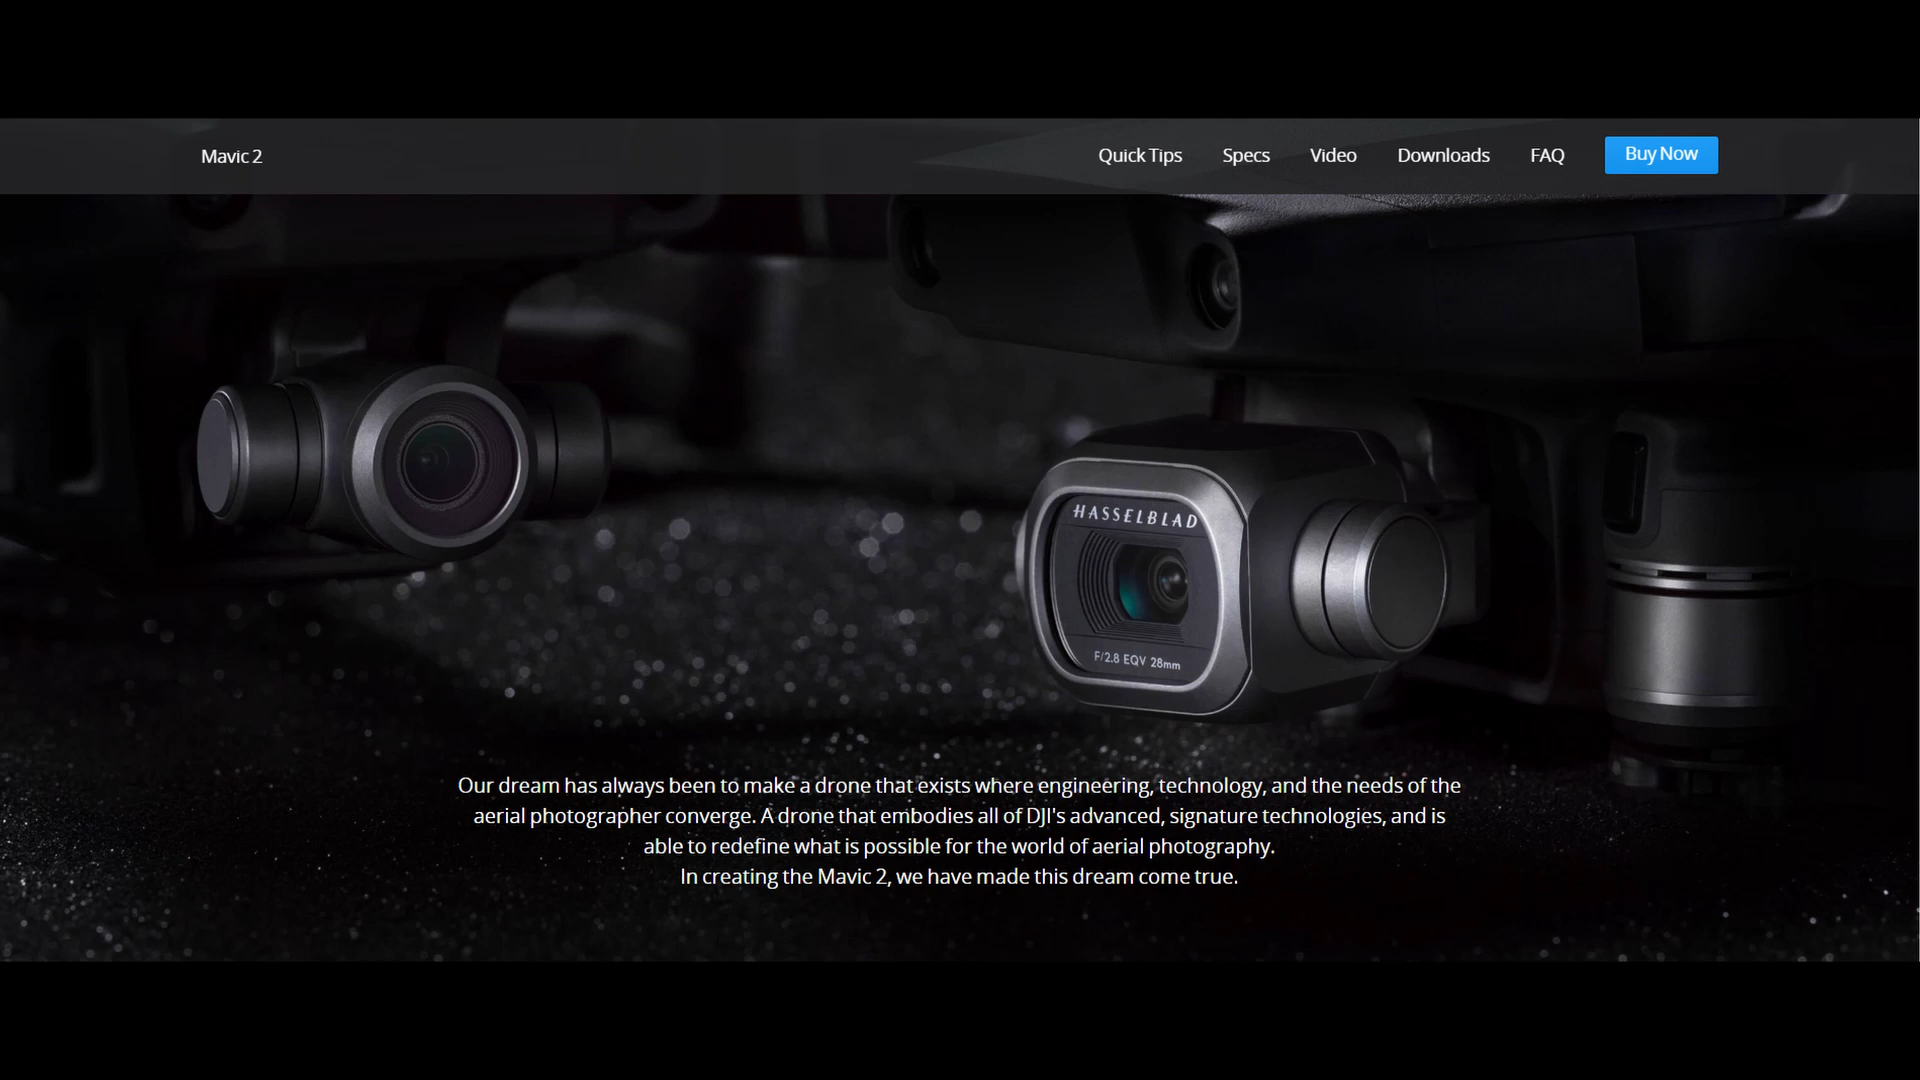 Mavic 2
Quick Tips
Specs
Video
Downloads
FAQ
Buy Now
HASSELBLAD
F/2.8 EQV 28mm
Our dream has always been to make a drone that exists where engineering, technology, and the needs of the
aerial photographer converge. A drone that embodies all of DJI's advanced, signature technologies, and is
able to redefine what is possible for the world of aerial photography.
In creating the Mavic 2, we have made this dream come true.